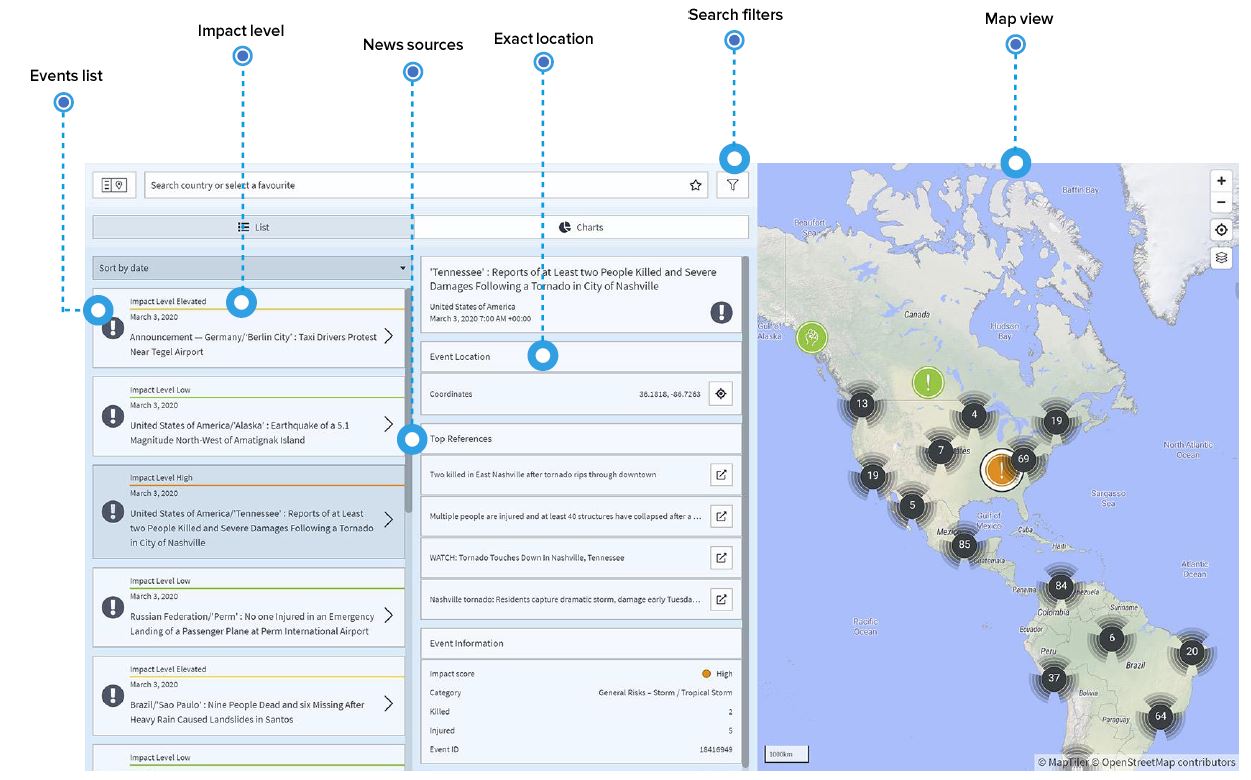 Search filters
Map view
Impact level
Exact location
News sources
Events list
Search country or select a favourite
List
Charts
Sort by date
Impact Level Elevated
March 3, 2020
Announcement — Germany/'Berlin City' : Taxi Drivers Protest
Near Tegel Airport
Impact Level Low
March 3, 2020
United States of America/'Alaska' : Earthquake of a 5.1
Magnitude North-West of Amatignak Island
Impact Level High
March 3, 2020
United States of America/'Tennessee' : Reports of at Least
two People Killed and Severe Damages Following a Tornado
in City of Nashville
Impact Level Low
March 3, 2020
Russian Federation/'Perm' : No one Injured in an Emergency
Landing of a Passenger Plane at Perm International Airport
Impact Level Elevated
March 3, 2020
Brazil/'Sao Paulo' : Nine People Dead and six Missing After
Heavy Rain Caused Landslides in Santos
Impact Level Low
'Tennessee' : Reports of at Least two People Killed and Severe
Damages Following a Tornado in City of Nashville
United States of America
March 3, 2020 7:00 AM +00:00
Event Location
Coordinates 36.1818, -86.7263
Top References
Two killed in East Nashville after tornado rips through downtown
Multiple people are injured and at least 40 structures have collapsed after a ...
WATCH: Tornado Touches Down In Nashville, Tennessee
Nashville tornado: Residents capture dramatic storm, damage early Tuesda...
Event Information
Impact score High
Category General Risks – Storm / Tropical Storm
Killed 2
Injured 5
Event ID 18416949
Baffin Bay
Beaufort
Sea
Canada
Gulf of
Alaska
Hudson
Bay
13
4
19
7
69
19
5
North Atlantic
Ocean
Sargasso
Sea
Gulf of
Mexico
Mexico
85
Cuba
Haiti
Guatemala
Atlantic
Ocean
84
Panama
Colombia
Suriname
Pacific
Ocean
Ecuador
6
Peru
Brazil
20
37
Bolivia
Paraguay
64
1000km
© MapTiler © OpenStreetMap contributors